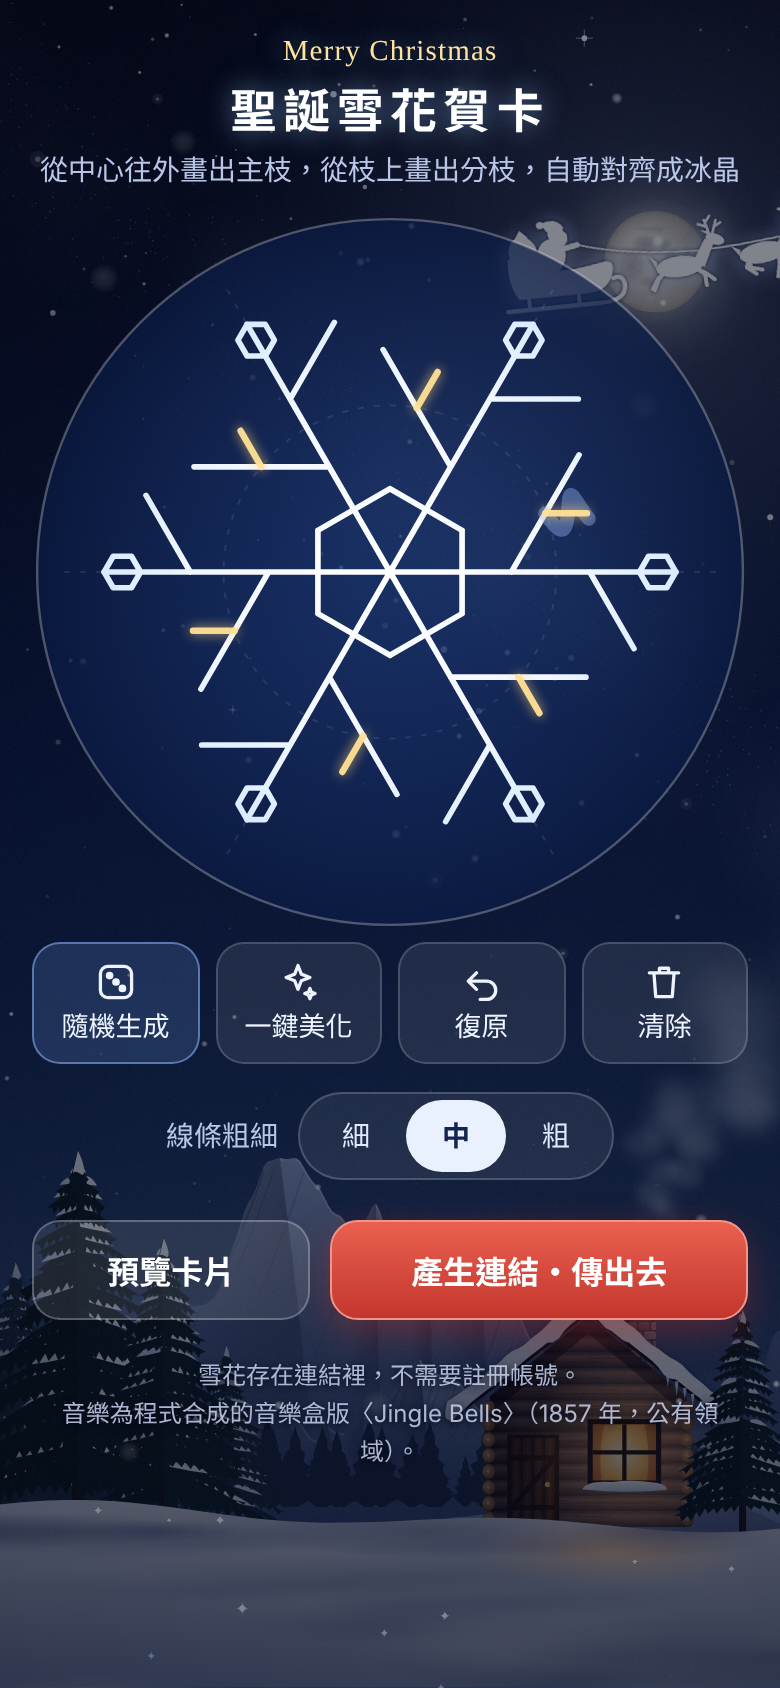 Merry Christmas
聖誕雪花賀卡
從中心往外畫出主枝，從枝上畫出分枝，自動對齊成冰晶
隨機生成
一鍵美化
復原
清除
線條粗細
細
中
粗
預覽卡片
產生連結・傳出去
雪花存在連結裡，不需要註冊帳號。
音樂為程式合成的音樂盒版〈Jingle Bells〉（1857 年，公有領
域）。